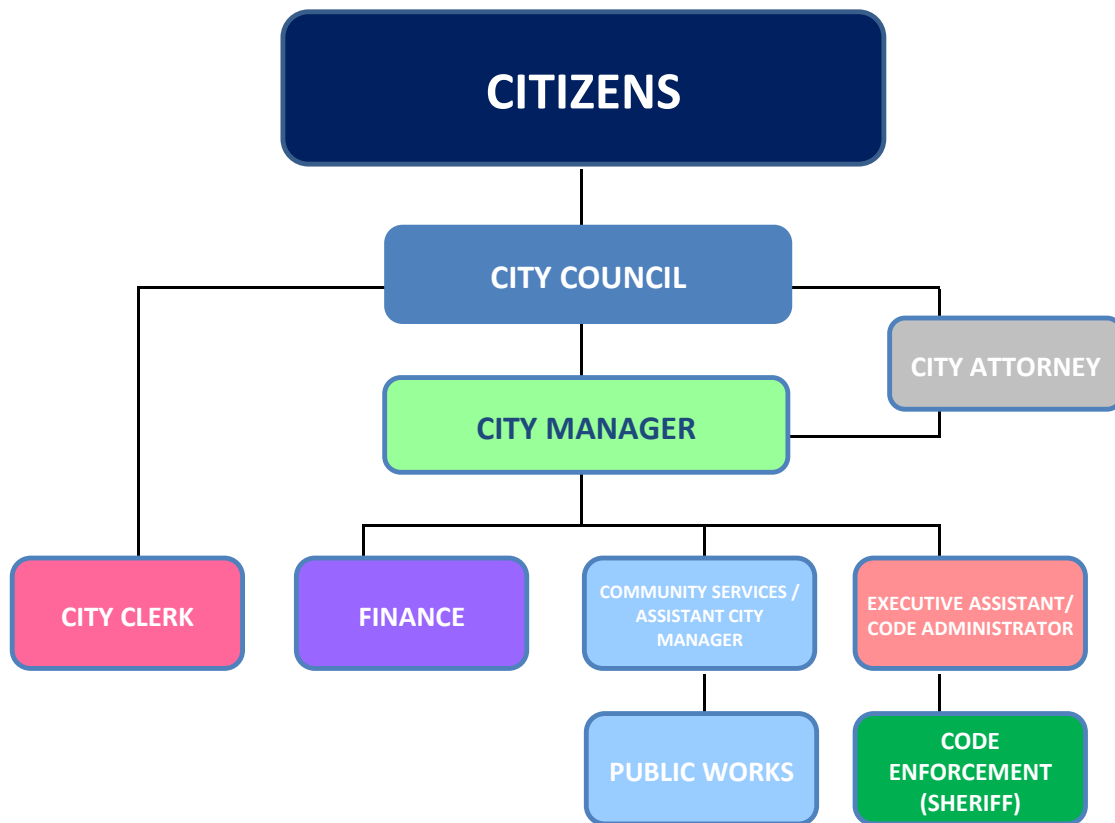 CITIZENS
CITY COUNCIL
CITY ATTORNEY
CITY MANAGER
CITY CLERK
FINANCE
COMMUNITY SERVICES /
ASSISTANT CITY
MANAGER
EXECUTIVE ASSISTANT/
CODE ADMINISTRATOR
PUBLIC WORKS
CODE
ENFORCEMENT
(SHERIFF)